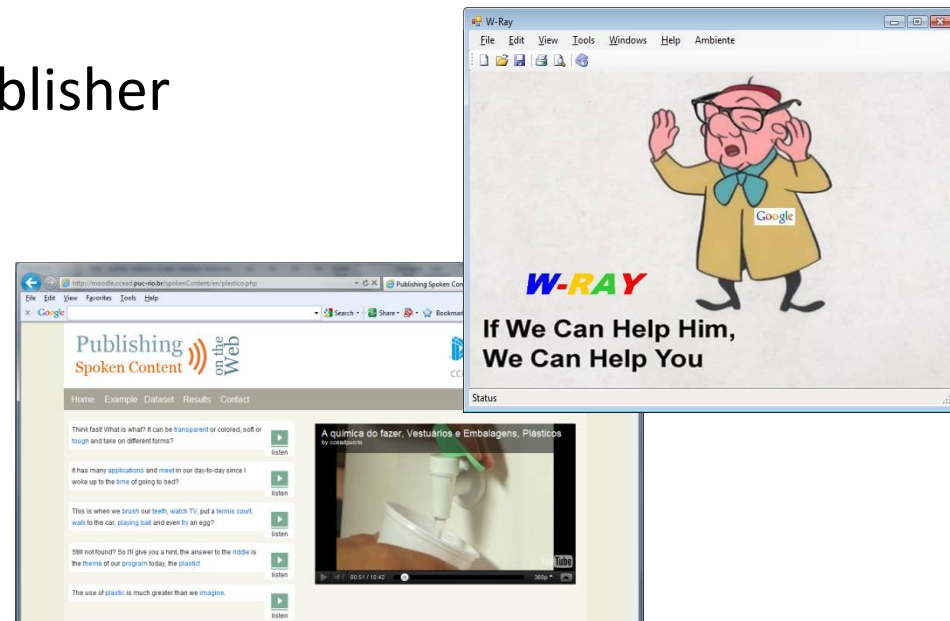 blisher
W-Ray
File Edit View Tools Windows Help Ambiente
Google
W-RAY
If We Can Help Him,
We Can Help You
Status
http://moodle.ccead.puc-rio.br/spokenContent/en/plastico.php
Publishing Spoken Con
File Edit View Favorites Tools Help
Google
Search
Share
Bookmar
Publishing
Spoken Content
on the
Web
Home Example Dataset Results Contact
Think fast! What is what? It can be transparent or colored, soft or
tough and take on different forms?
listen
It has many applications and meet in our day-to-day since I
woke up to the time of going to bed?
listen
This is when we brush our teeth, watch TV, put a tennis court,
walk to the car, playing ball and even fry an egg?
listen
Still not found? So I'll give you a hint, the answer to the riddle is
the theme of our program today, the plastic!
listen
The use of plastic is much greater than we imagine.
listen
A química do fazer, Vestuários e Embalagens, Plásticos
by cceadpucrio
Tube
00:51 / 10:42
360p